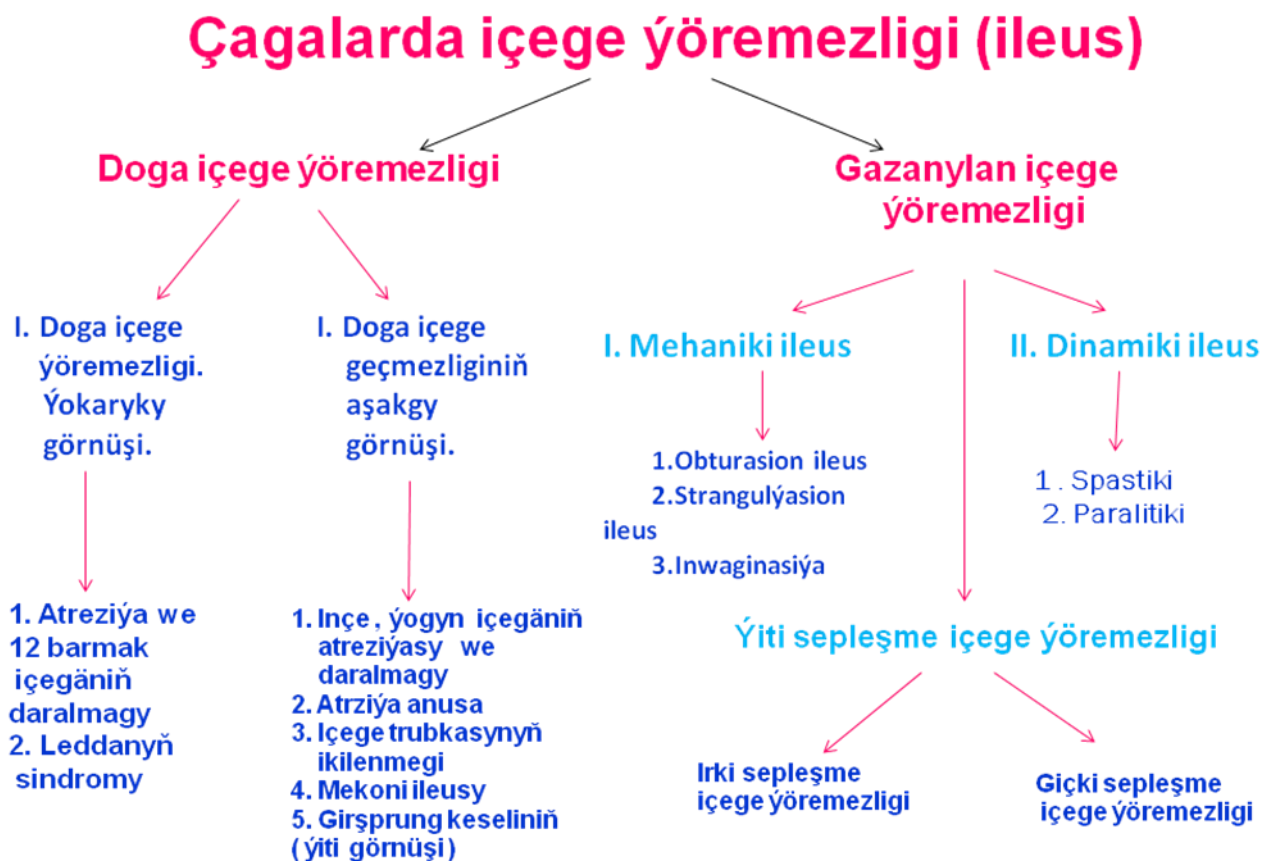 Çagalarda içege ýöremezligi (ileus)
Doga içege ýöremezligi
Gazanylan içege
ýöremezligi
I. Doga içege
ýöremezligi.
Ýokaryky
görnüşi.
I. Doga içege
geçmezliginiň
aşakgy
görnüşi.
I. Mehaniki ileus
II. Dinamiki ileus
1.Obturasion ileus
2.Strangulýasion
ileus
3.Inwaginasiýa
1 . Spastiki
2. Paralitiki
1. Atreziýa we
12 barmak
içegäniň
daralmagy
2. Leddanyň
sindromy
1. Inçe , ýogyn içegäniň
atreziýasy we
daralmagy
2. Atrziýa anusa
3. Içege trubkasynyň
ikilenmegi
4. Mekoni ileusy
5. Girşprung keseliniň
( ýiti görnüşi )
Ýiti sepleşme içege ýöremezligi
Irki sepleşme
içege ýöremezligi
Giçki sepleşme
içege ýöremezligi